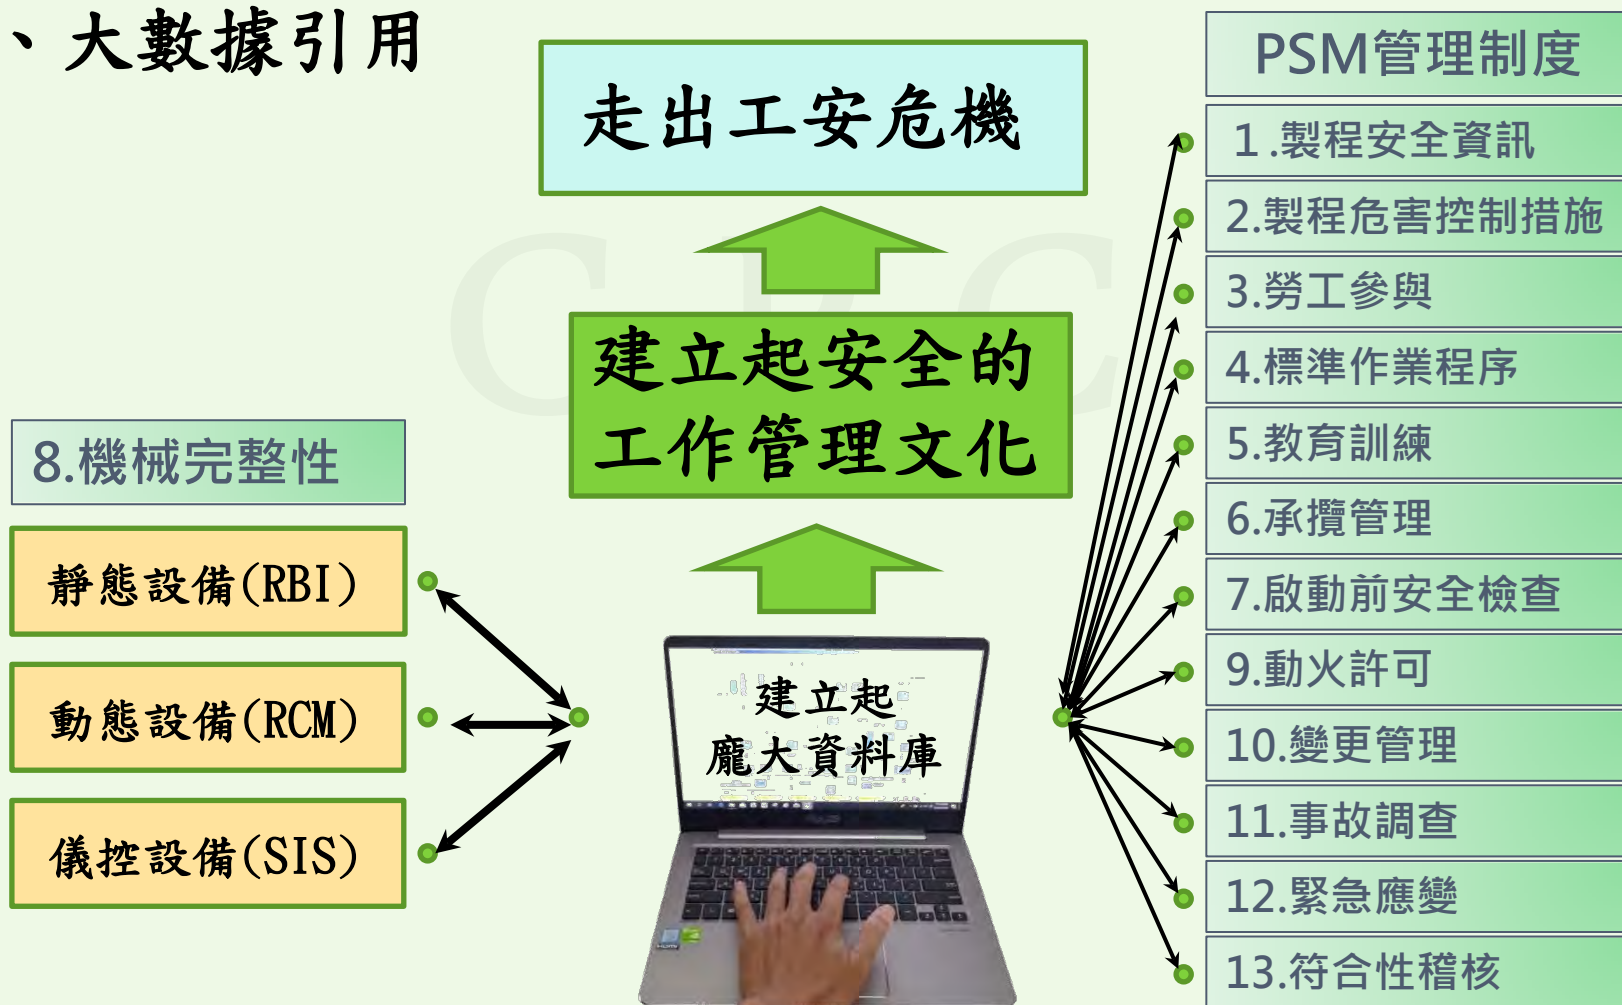 、大數據引用
走出工安危機
建立起安全的
工作管理文化
建立起
龐大資料庫
8.機械完整性
靜態設備(RBI)
動態設備(RCM)
儀控設備(SIS)
PSM管理制度
1.製程安全資訊
2.製程危害控制措施
3.勞工參與
4.標準作業程序
5.教育訓練
6.承攬管理
7.啟動前安全檢查
9.動火許可
10.變更管理
11.事故調查
12.緊急應變
13.符合性稽核